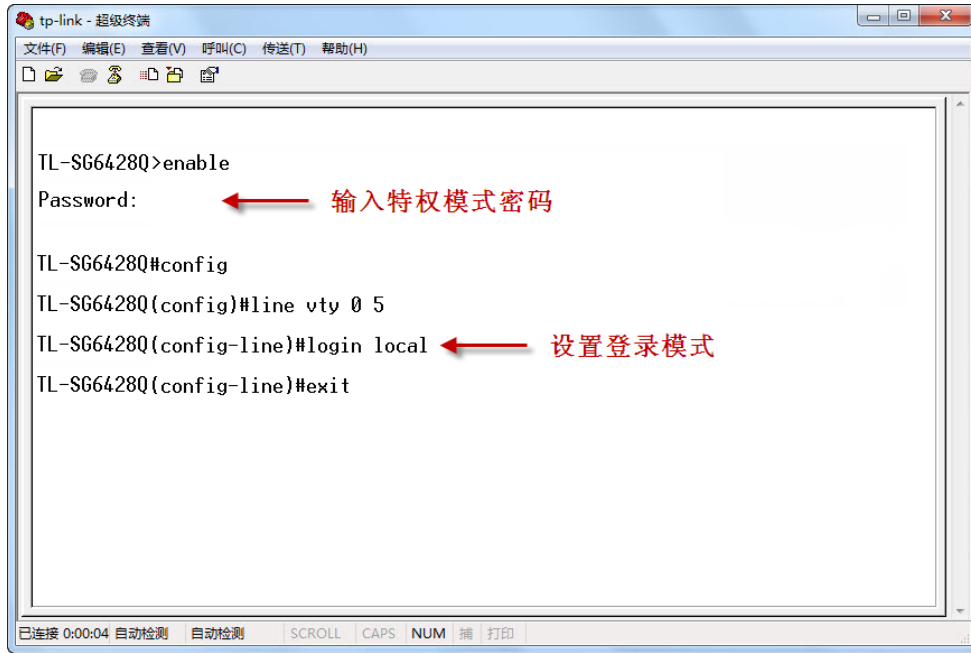 tp-link - 超级终端
文件(F) 编辑(E) 查看(V) 呼叫(C) 传送(T) 帮助(H)
TL-SG6428Q>enable
Password: 输入特权模式密码
TL-SG6428Q#config
TL-SG6428Q(config)#line vty 0 5
TL-SG6428Q(config-line)#login local 设置登录模式
TL-SG6428Q(config-line)#exit
已连接 0:00:04 自动检测 自动检测 SCROLL CAPS NUM 捕 打印